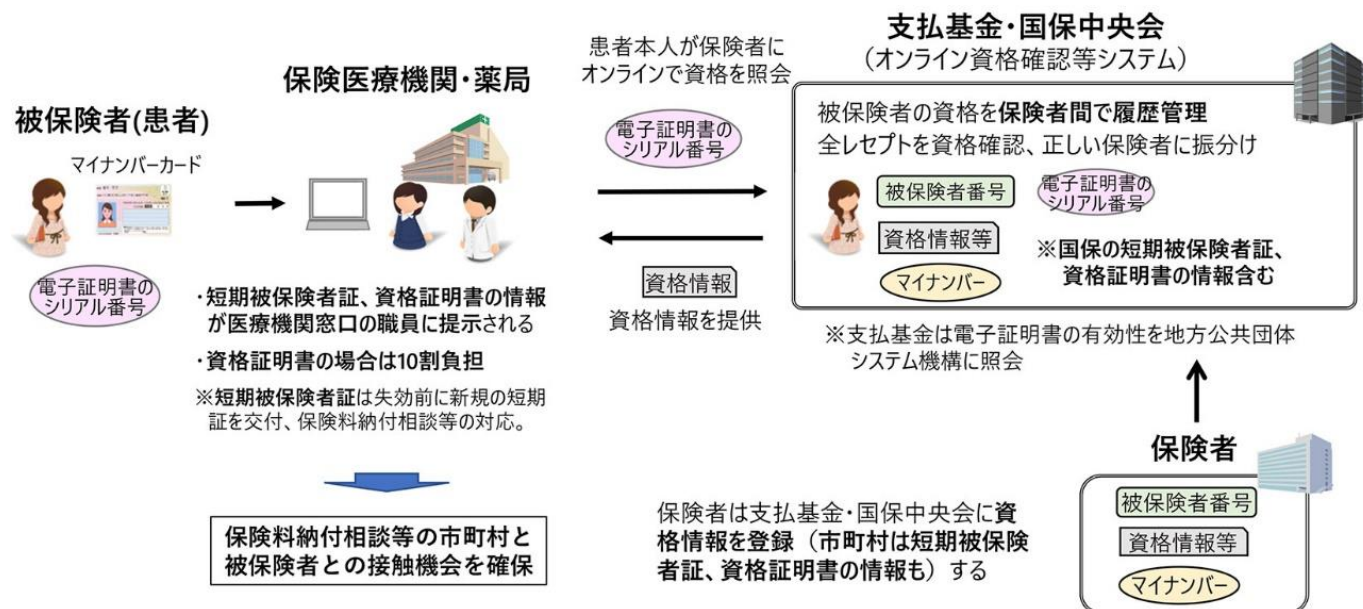 被保険者(患者)
マイナンバーカード
電子証明書の
シリアル番号
保険医療機関・薬局
・短期被保険者証、資格証明書の情報
が医療機関窓口の職員に提示される
・資格証明書の場合は10割負担
※短期被保険者証は失効前に新規の短期
証を交付、保険料納付相談等の対応。
保険料納付相談等の市町村と
被保険者との接触機会を確保
患者本人が保険者に
オンラインで資格を照会
電子証明書の
シリアル番号
資格情報
資格情報を提供
支払基金・国保中央会
(オンライン資格確認等システム)
被保険者の資格を保険者間で履歴管理
全レセプトを資格確認、正しい保険者に振分け
被保険者番号
電子証明書の
シリアル番号
資格情報等
マイナンバー
※国保の短期被保険者証、
資格証明書の情報含む
※支払基金は電子証明書の有効性を地方公共団体
システム機構に照会
保険者
被保険者番号
資格情報等
マイナンバー
保険者は支払基金・国保中央会に資
格情報を登録（市町村は短期被保険
者証、資格証明書の情報も）する